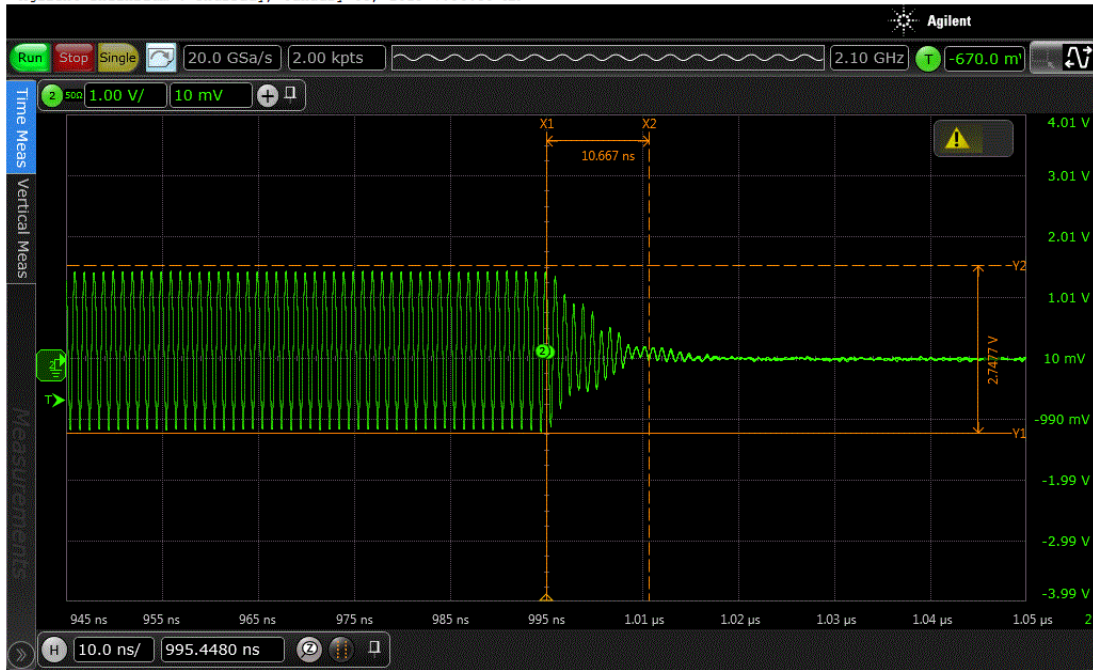 Agilent
Run Stop Single 20.0 GSa/s 2.00 kpts 2.10 GHz T -670.0 m
2 50Ω 1.00 V/ 10 mV
Time Meas
Vertical Meas
Measurements
X1 X2
10.667 ns
4.01 V
3.01 V
2.01 V
Y2
1.01 V
2
10 mV
2.7477 V
T
-990 mV
Y1
-1.99 V
-2.99 V
-3.99 V
945 ns 955 ns 965 ns 975 ns 985 ns 995 ns 1.01 µs 1.02 µs 1.03 µs 1.04 µs 1.05 µs 2
H 10.0 ns/ 995.4480 ns Z